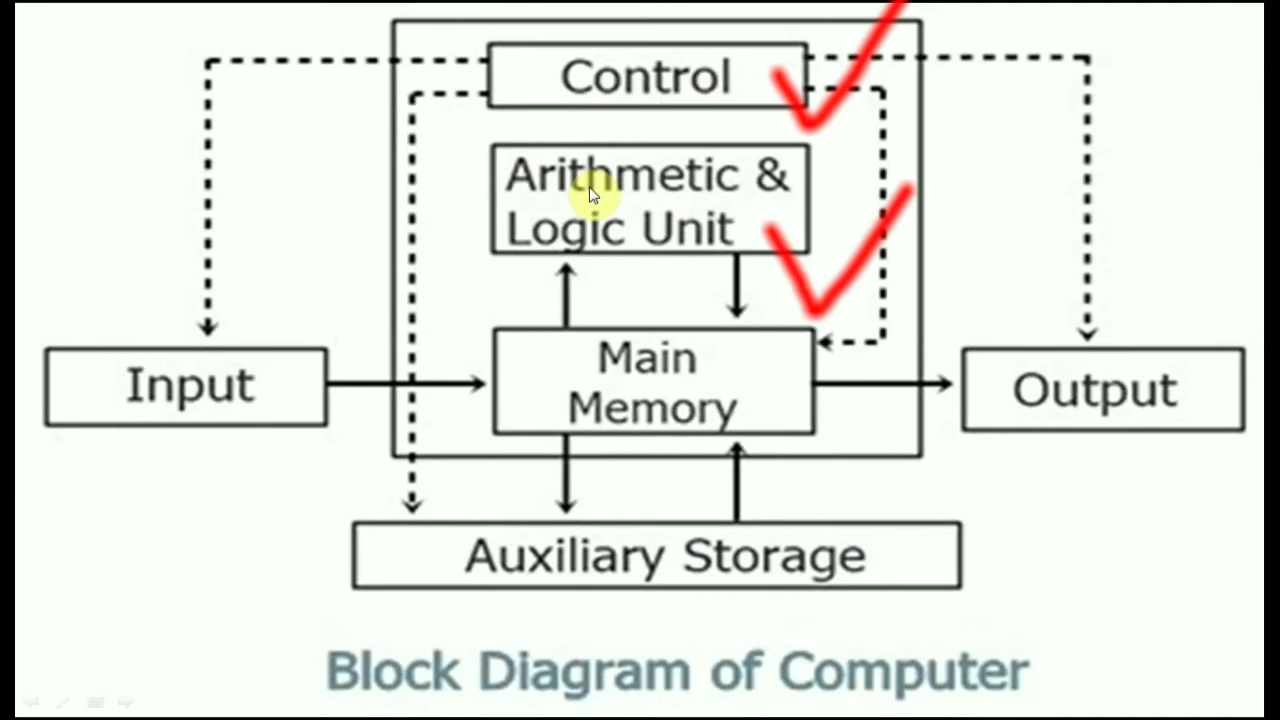 Control
Arithmetic &
Logic Unit
Input
Main
Memory
Output
Auxiliary Storage
Block Diagram of Computer